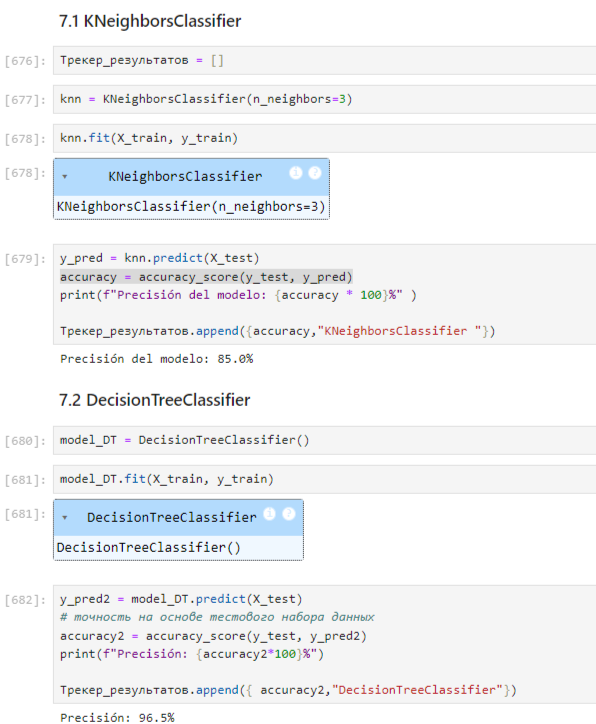 7.1 KNeighborsClassifier
[676]: Трекер_результатов = []
[677]: knn = KNeighborsClassifier(n_neighbors=3)
[678]: knn.fit(X_train, y_train)
[678]: ▾ KNeighborsClassifier i ?
KNeighborsClassifier(n_neighbors=3)
[679]: y_pred = knn.predict(X_test)
accuracy = accuracy_score(y_test, y_pred)
print(f"Precisión del modelo: {accuracy * 100}%" )
Трекер_результатов.append({accuracy,"KNeighborsClassifier "})
Precisión del modelo: 85.0%
7.2 DecisionTreeClassifier
[680]: model_DT = DecisionTreeClassifier()
[681]: model_DT.fit(X_train, y_train)
[681]: ▾ DecisionTreeClassifier i ?
DecisionTreeClassifier()
[682]: y_pred2 = model_DT.predict(X_test)
# точность на основе тестового набора данных
accuracy2 = accuracy_score(y_test, y_pred2)
print(f"Precisión: {accuracy2*100}%")
Трекер_результатов.append({ accuracy2,"DecisionTreeClassifier"})
Precisión: 96.5%